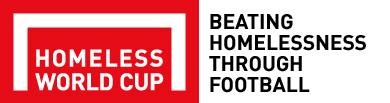 HOMELESS
WORLD CUP
BEATING
HOMELESSNESS
THROUGH
FOOTBALL